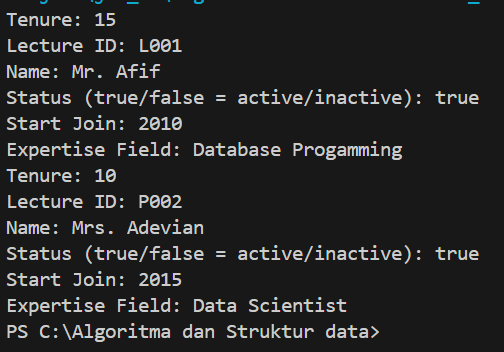 Tenure: 15
Lecture ID: L001
Name: Mr. Afif
Status (true/false = active/inactive): true
Start Join: 2010
Expertise Field: Database Progamming
Tenure: 10
Lecture ID: P002
Name: Mrs. Adevian
Status (true/false = active/inactive): true
Start Join: 2015
Expertise Field: Data Scientist
PS C:\Algoritma dan Struktur data>